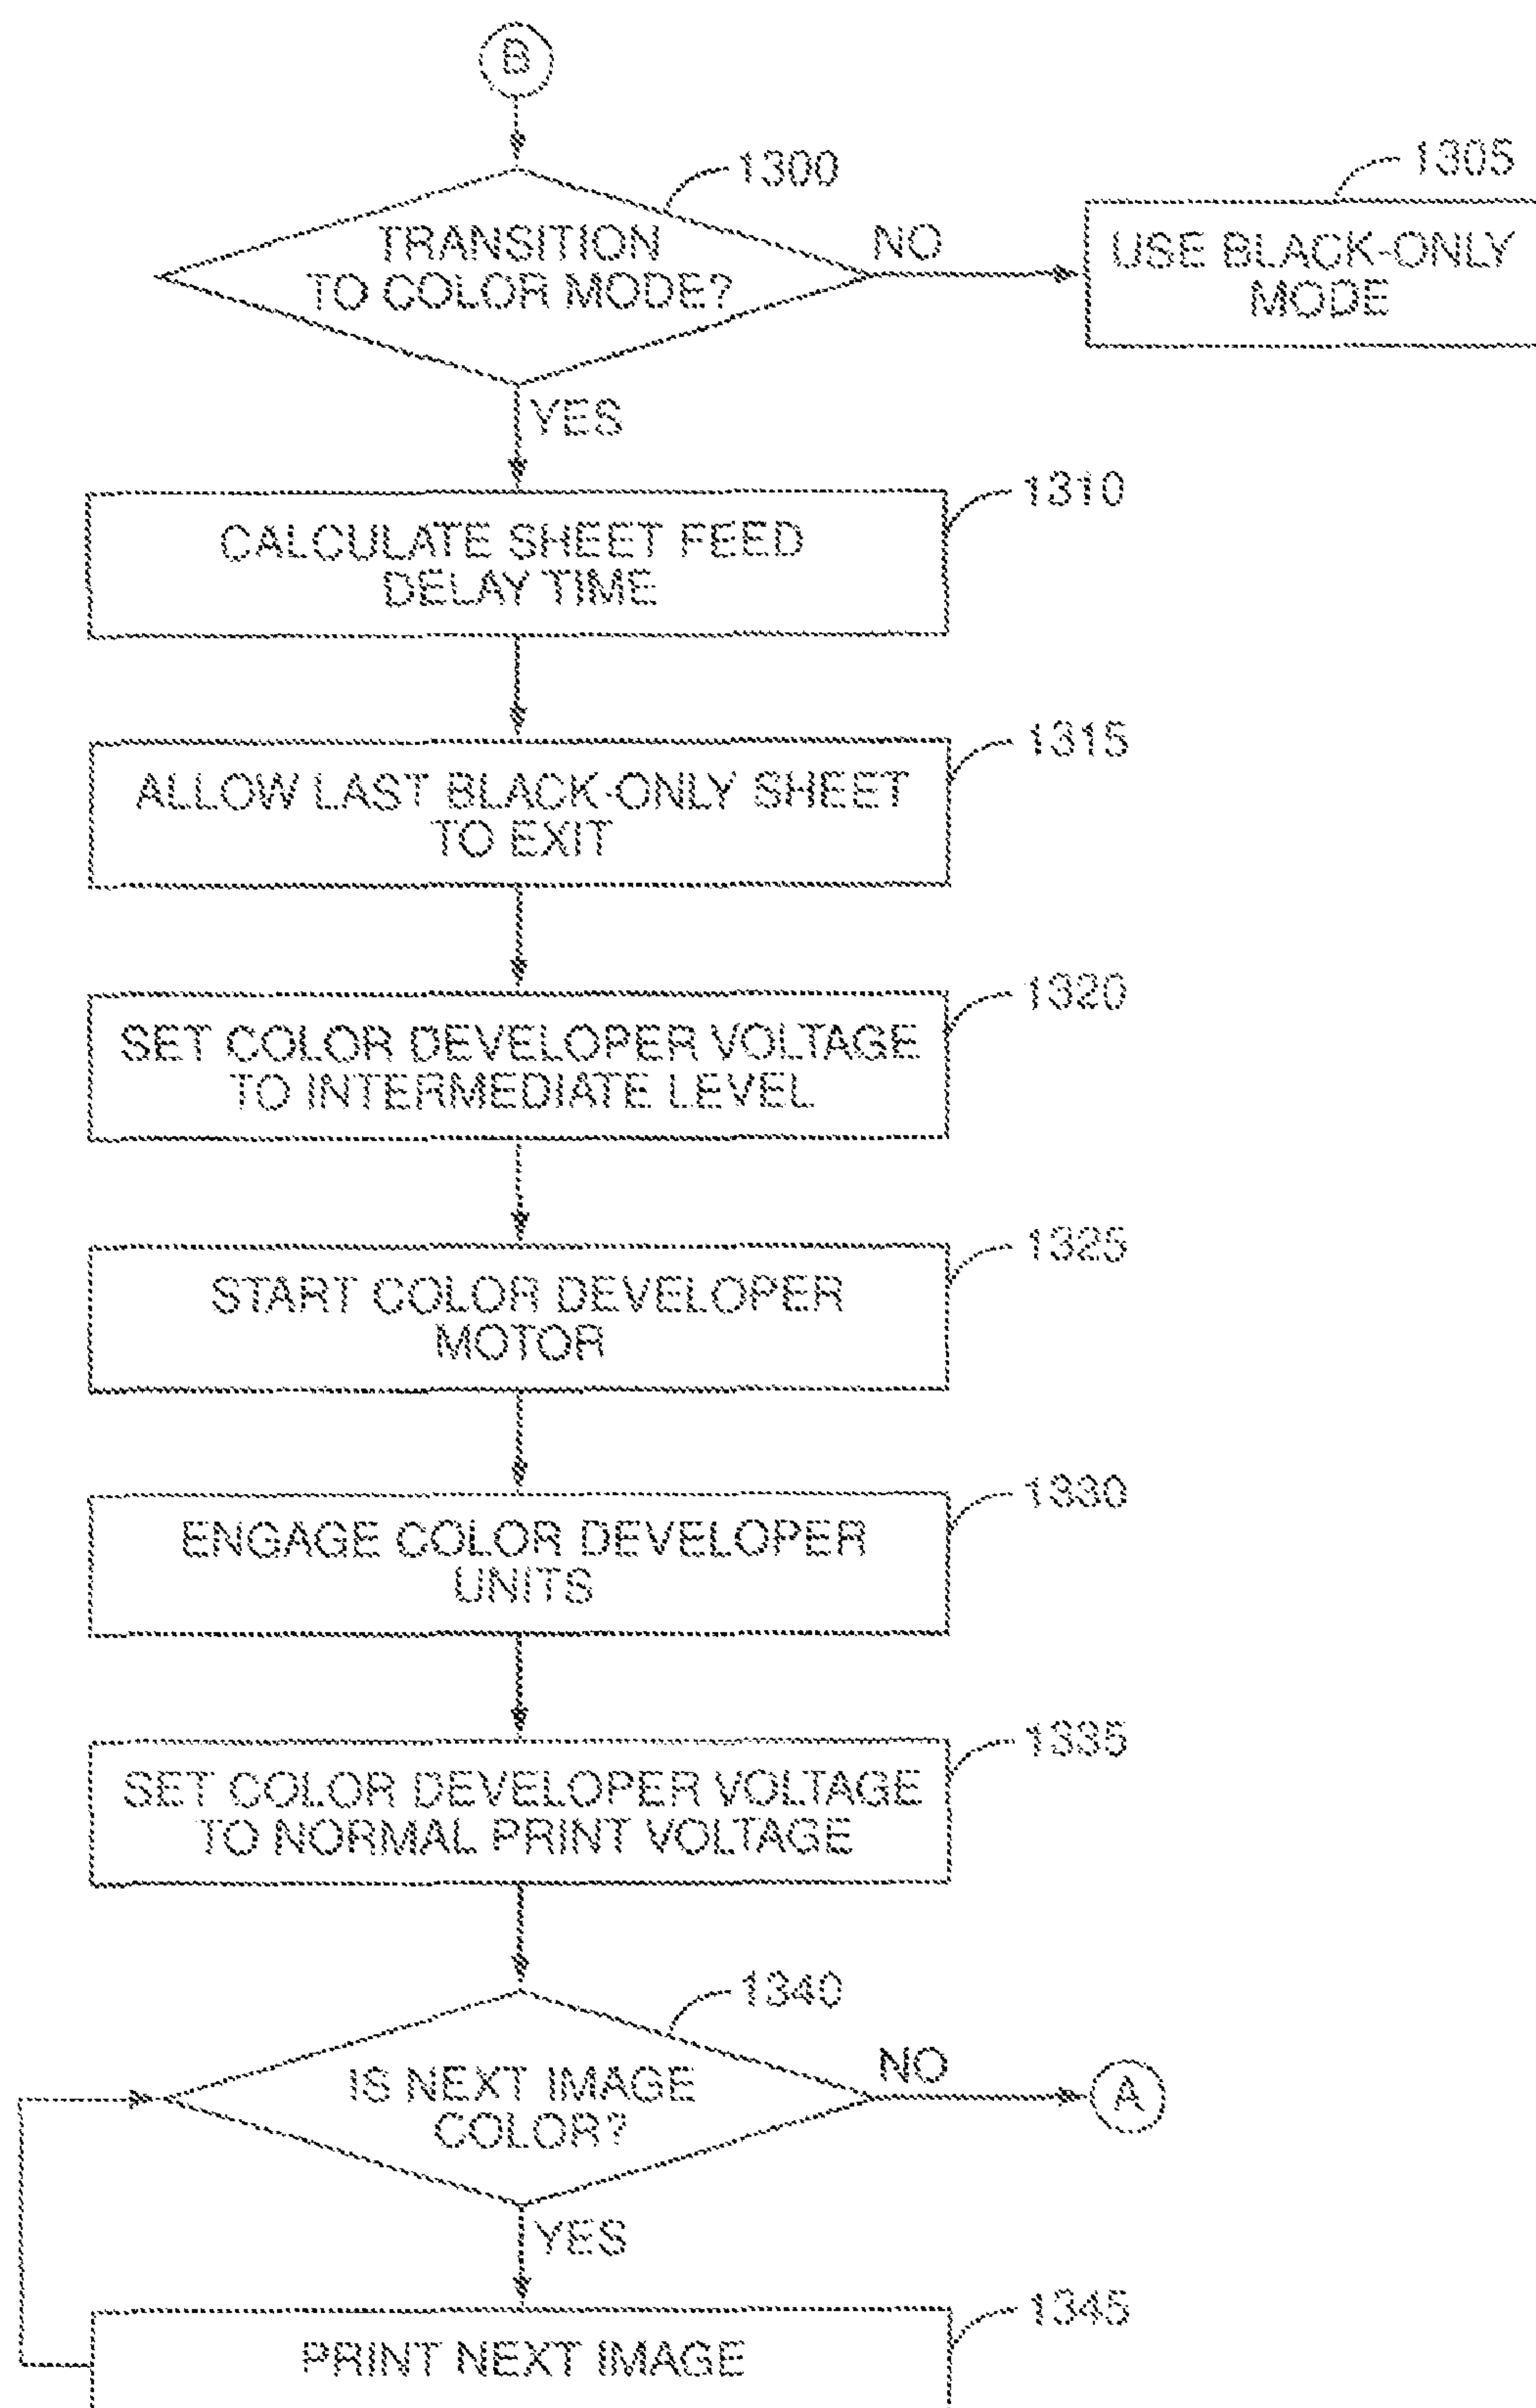 B
1300
TRANSITION
TO COLOR MODE?
NO
1305
USE BLACK-ONLY
MODE
YES
1310
CALCULATE SHEET FEED
DELAY TIME
1315
ALLOW LAST BLACK-ONLY SHEET
TO EXIT
1320
SET COLOR DEVELOPER VOLTAGE
TO INTERMEDIATE LEVEL
1325
START COLOR DEVELOPER
MOTOR
1330
ENGAGE COLOR DEVELOPER
UNITS
1335
SET COLOR DEVELOPER VOLTAGE
TO NORMAL PRINT VOLTAGE
1340
IS NEXT IMAGE
COLOR?
NO
A
YES
1345
PRINT NEXT IMAGE